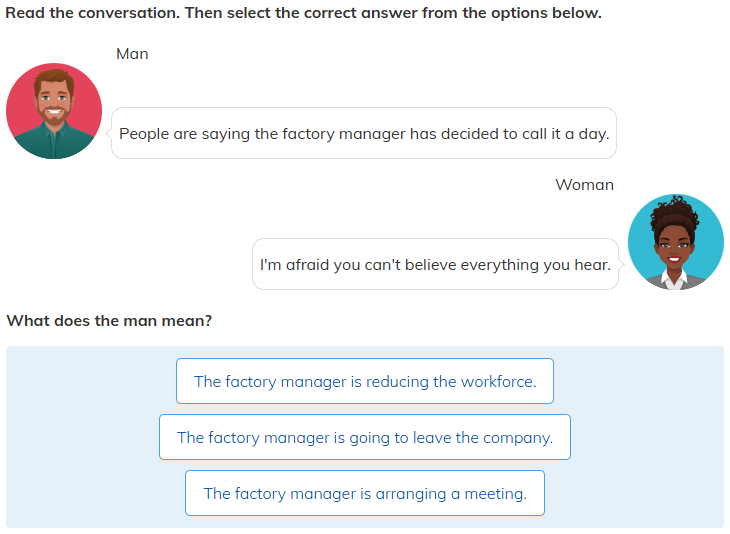 Read the conversation. Then select the correct answer from the options below.
Man
People are saying the factory manager has decided to call it a day.
Woman
I'm afraid you can't believe everything you hear.
What does the man mean?
The factory manager is reducing the workforce.
The factory manager is going to leave the company.
The factory manager is arranging a meeting.